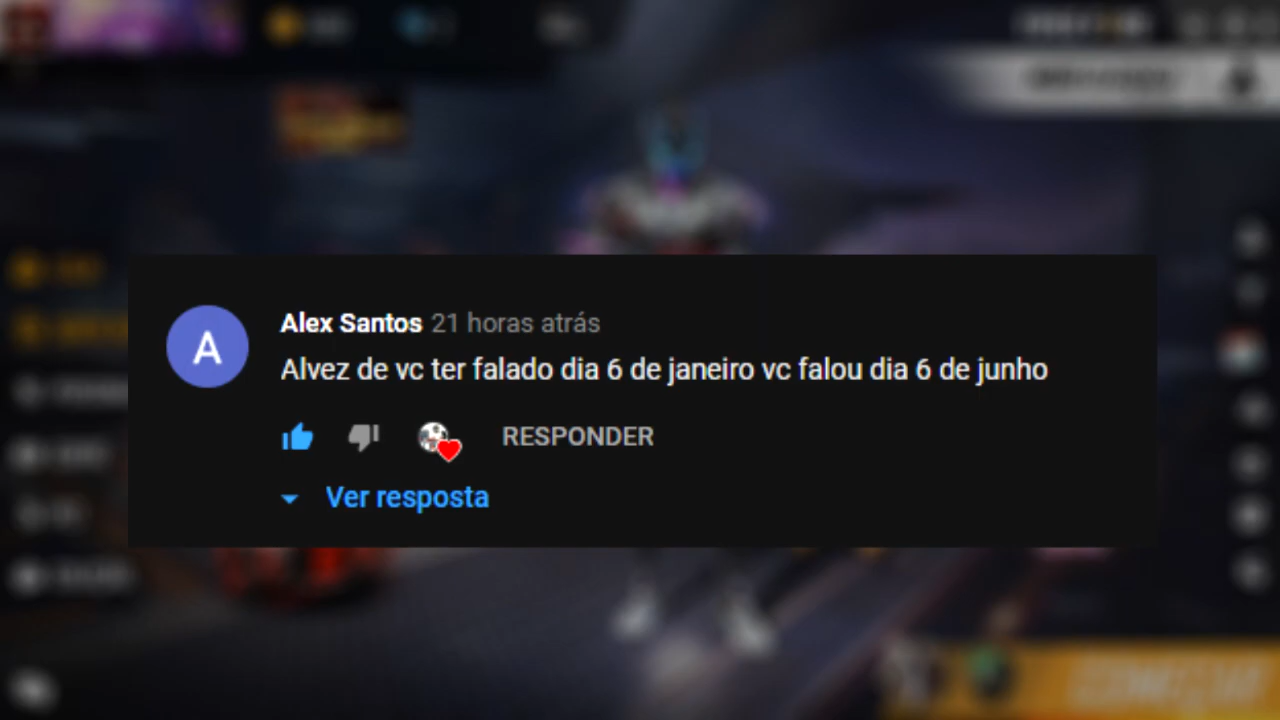 A
Alex Santos 21 horas atrás
Alvez de vc ter falado dia 6 de janeiro vc falou dia 6 de junho
RESPONDER
Ver resposta